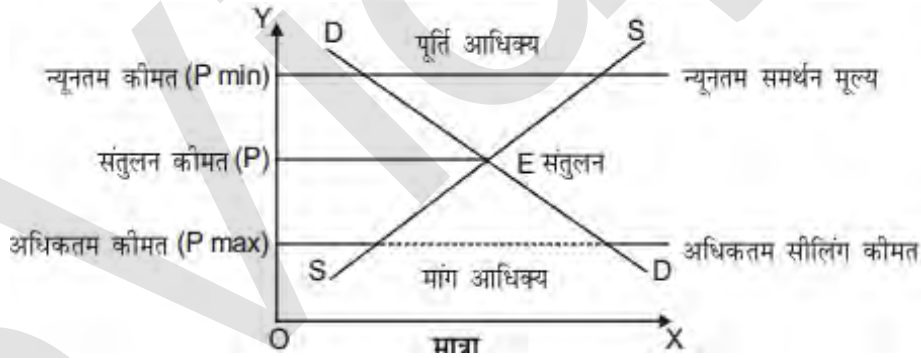 Y
D
पूर्ति आधिक्य
S
न्यूनतम कीमत (P min)
न्यूनतम समर्थन मूल्य
संतुलन कीमत (P)
E संतुलन
अधिकतम कीमत (P max)
अधिकतम सीलिंग कीमत
S
मांग आधिक्य
D
O
मात्रा
X